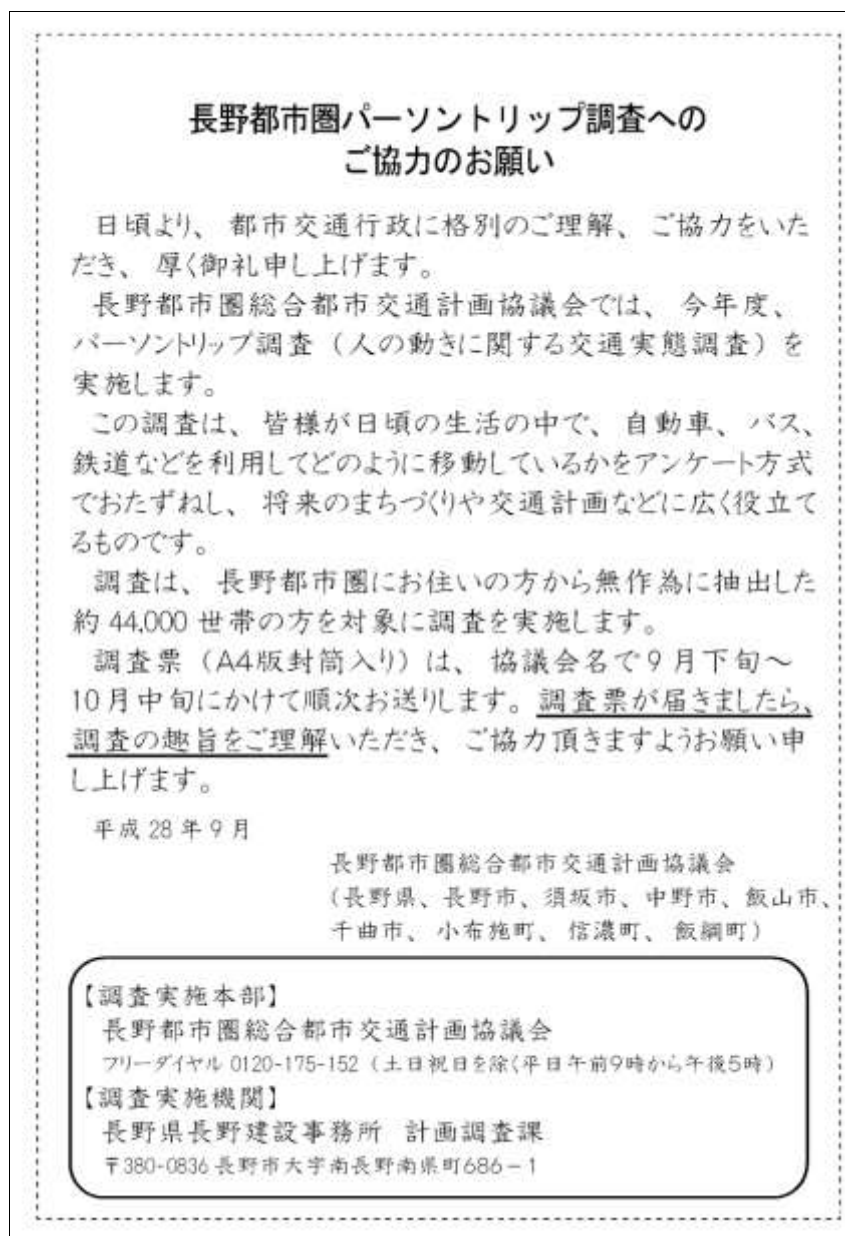 長野都市圏パーソントリップ調査への
ご協力のお願い
日頃より、都市交通行政に格別のご理解、ご協力をいた
だき、厚く御礼申し上げます。
長野都市圏総合都市交通計画協議会では、今年度、
パーソントリップ調査（人の動きに関する交通実態調査）を
実施します。
この調査は、皆様が日頃の生活の中で、自動車、バス、
鉄道などを利用してどのように移動しているかをアンケート方式
でおたずねし、将来のまちづくりや交通計画などに広く役立て
るものです。
調査は、長野都市圏にお住いの方から無作為に抽出した
約44,000世帯の方を対象に調査を実施します。
調査票（A4版封筒入り）は、協議会名で9月下旬～
10月中旬にかけて順次お送りします。調査票が届きましたら、
調査の趣旨をご理解いただき、ご協力頂きますようお願い申
し上げます。
平成28年9月
長野都市圏総合都市交通計画協議会
（長野県、長野市、須坂市、中野市、飯山市、
千曲市、小布施町、信濃町、飯綱町）
【調査実施本部】
長野都市圏総合都市交通計画協議会
フリーダイヤル 0120-175-152（土日祝日を除く平日午前9時から午後5時）
【調査実施機関】
長野県長野建設事務所 計画調査課
〒380-0836 長野市大字南長野南県町686－1